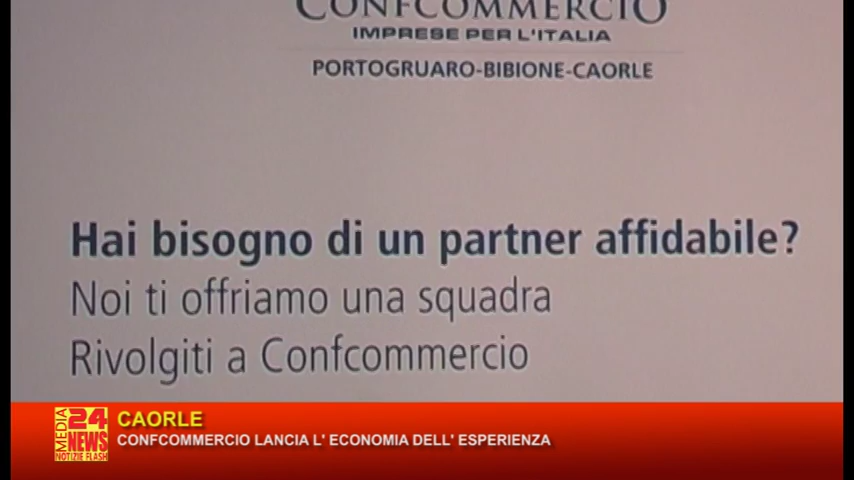 CONFCOMMERCIO
IMPRESE PER L'ITALIA
PORTOGRUARO-BIBIONE-CAORLE
Hai bisogno di un partner affidabile?
Noi ti offriamo una squadra
Rivolgiti a Confcommercio
MEDIA
24
NEWS
NOTIZIE FLASH
CAORLE
CONFCOMMERCIO LANCIA L' ECONOMIA DELL' ESPERIENZA